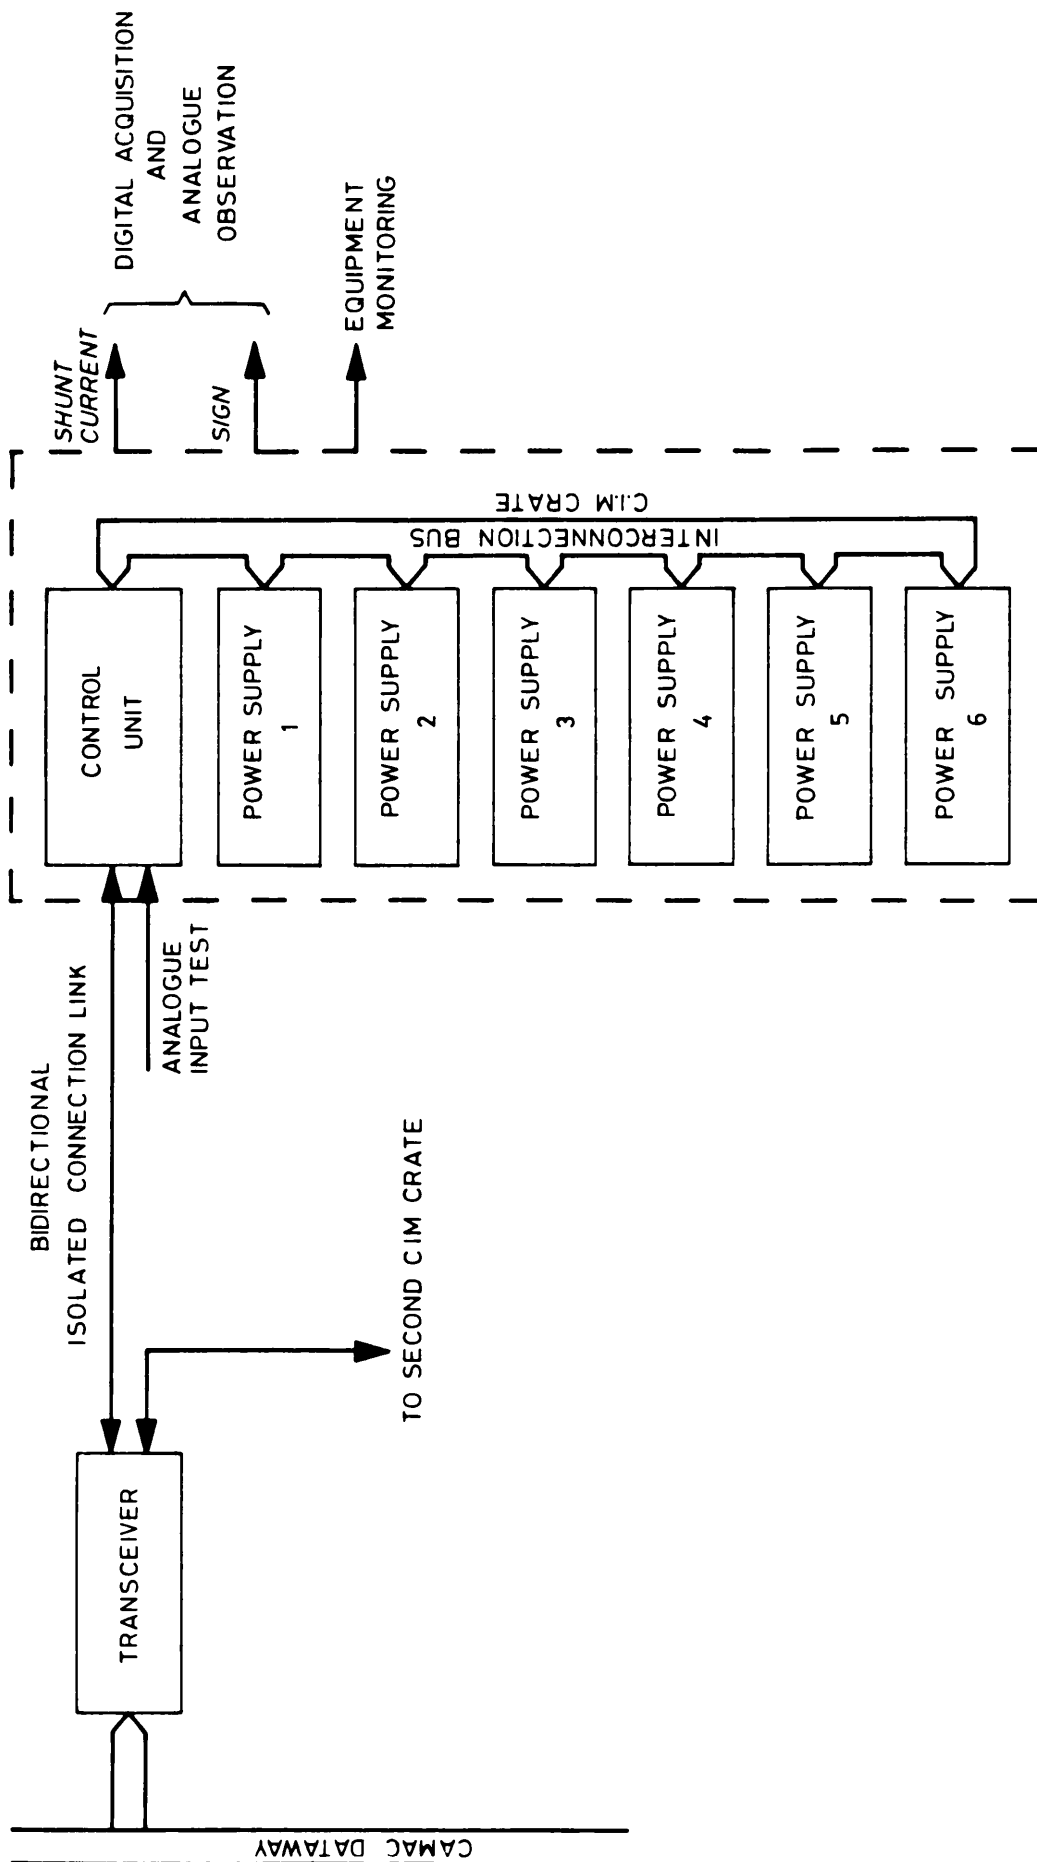 CAMAC DATAWAY
TRANSCEIVER
BIDIRECTIONAL
ISOLATED CONNECTION LINK
TO SECOND CIM CRATE
ANALOGUE
INPUT TEST
CONTROL
UNIT
POWER SUPPLY
1
POWER SUPPLY
2
POWER SUPPLY
3
POWER SUPPLY
4
POWER SUPPLY
5
POWER SUPPLY
6
INTERCONNECTION BUS
C.I.M CRATE
SHUNT
CURRENT
SIGN
DIGITAL ACQUISITION
AND
ANALOGUE
OBSERVATION
EQUIPMENT
MONITORING